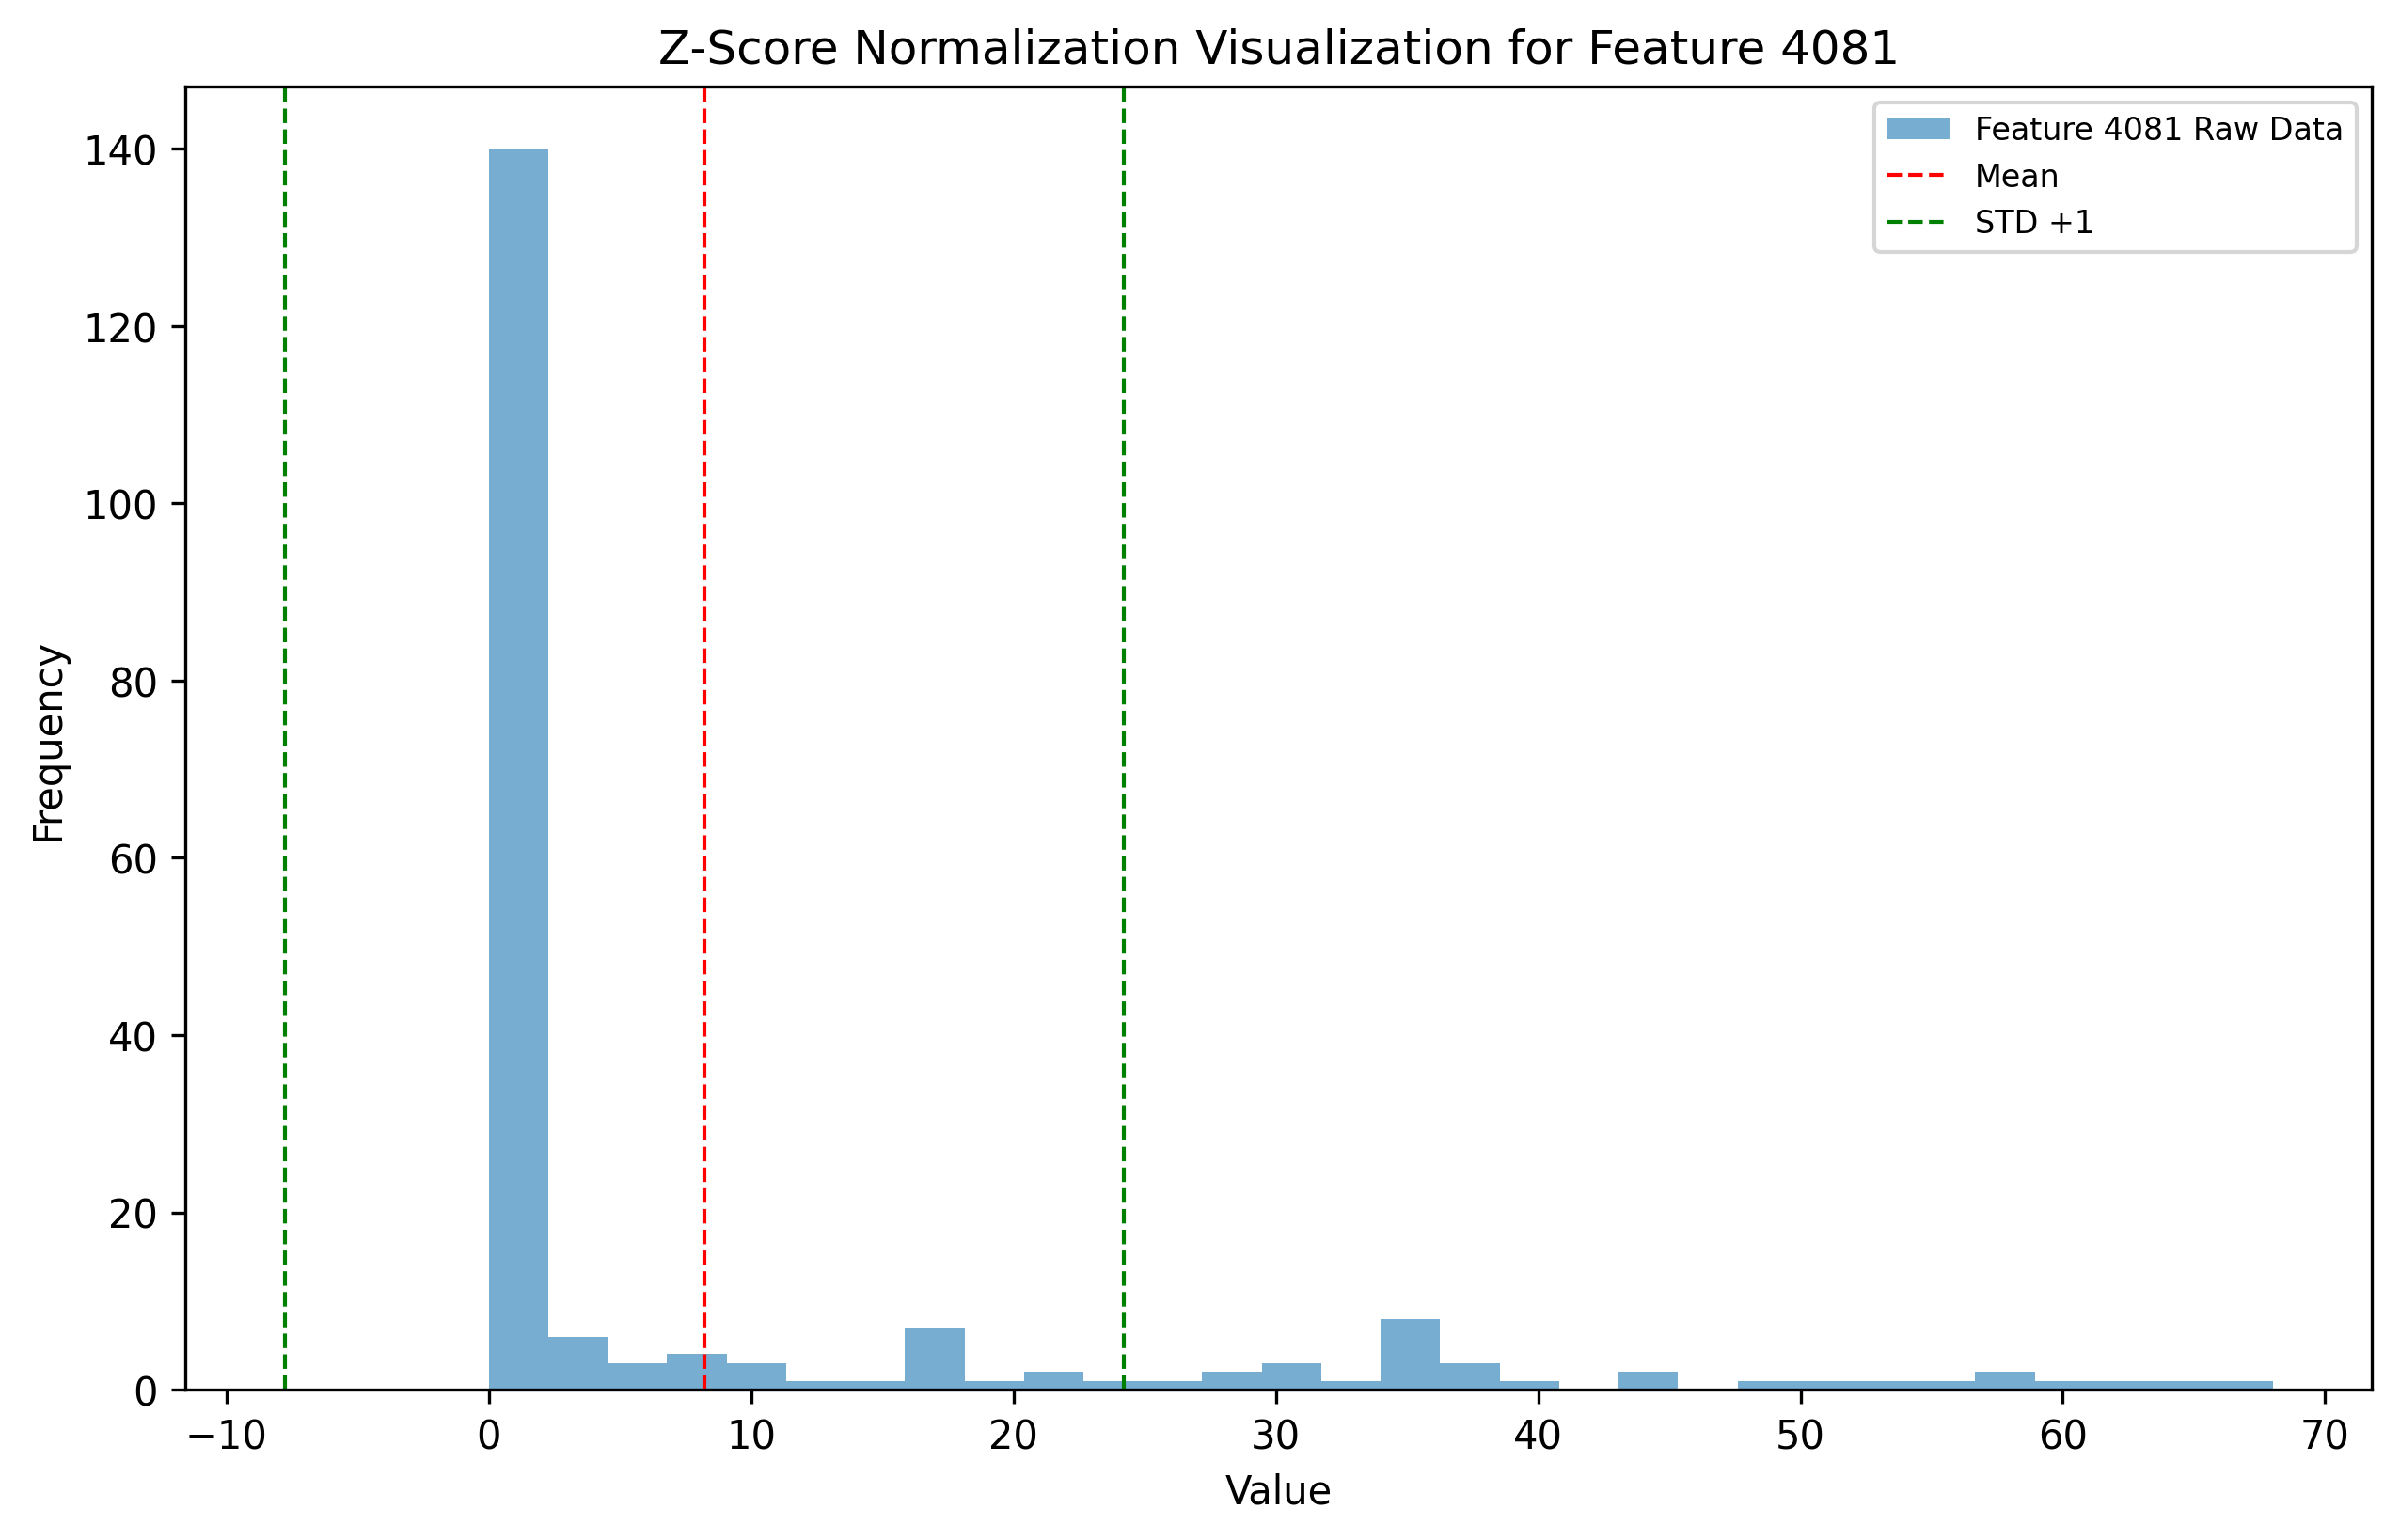 Z-Score Normalization Visualization for Feature 4081
Feature 4081 Raw Data
Mean
STD +1
Frequency
140
120
100
80
60
40
20
0
−10 0 10 20 30 40 50 60 70
Value